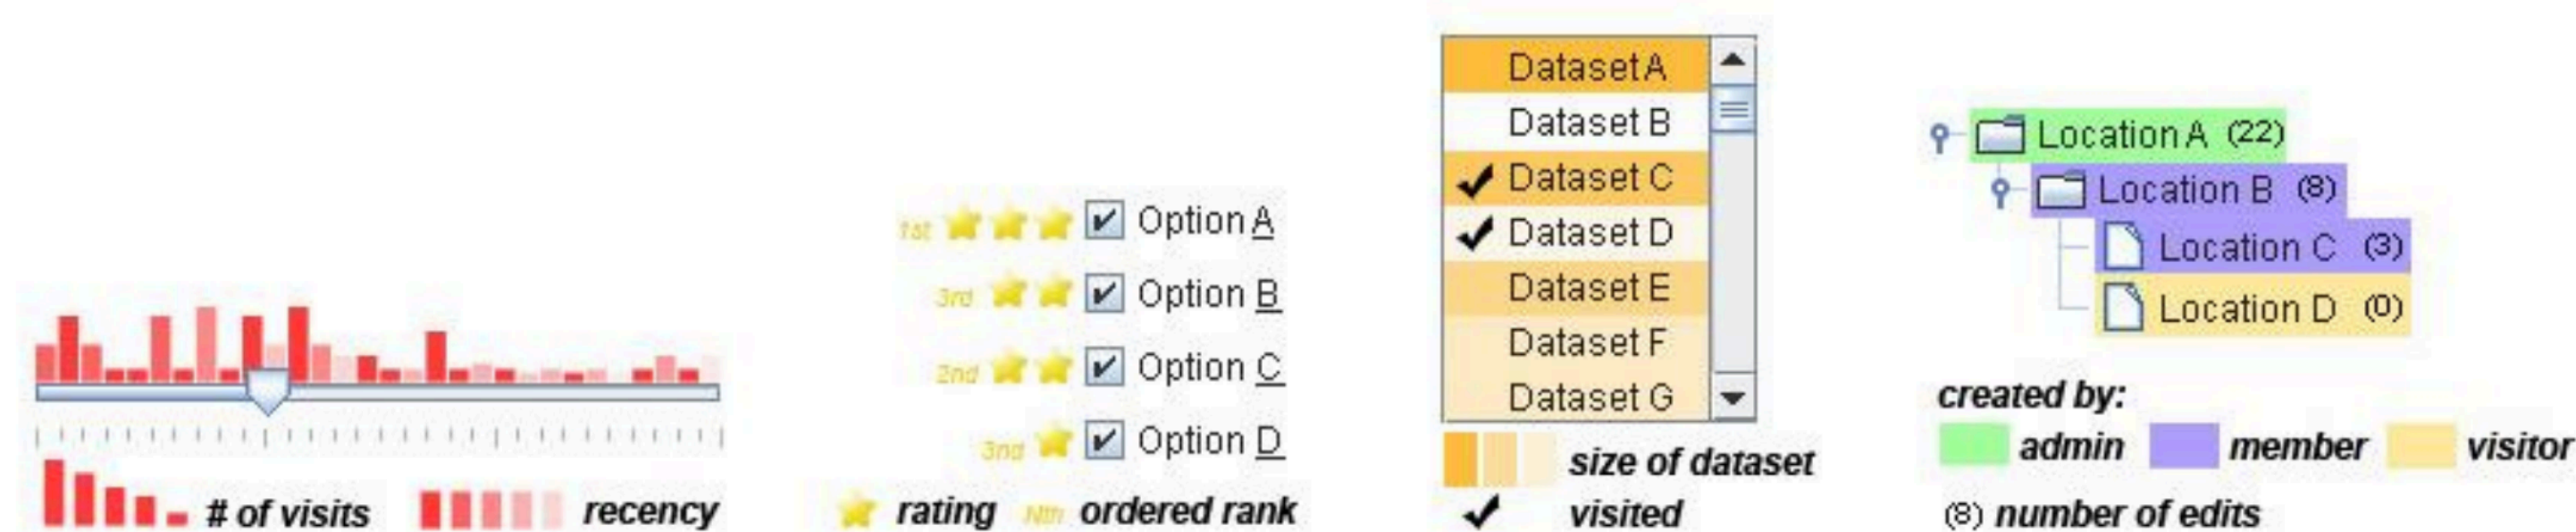 # of visits recency
1st Option A
3rd Option B
2nd Option C
3nd Option D
rating Nth ordered rank
Dataset A
Dataset B
Dataset C
Dataset D
Dataset E
Dataset F
Dataset G
size of dataset
visited
Location A (22)
Location B (8)
Location C (3)
Location D (0)
created by:
admin member visitor
(8) number of edits